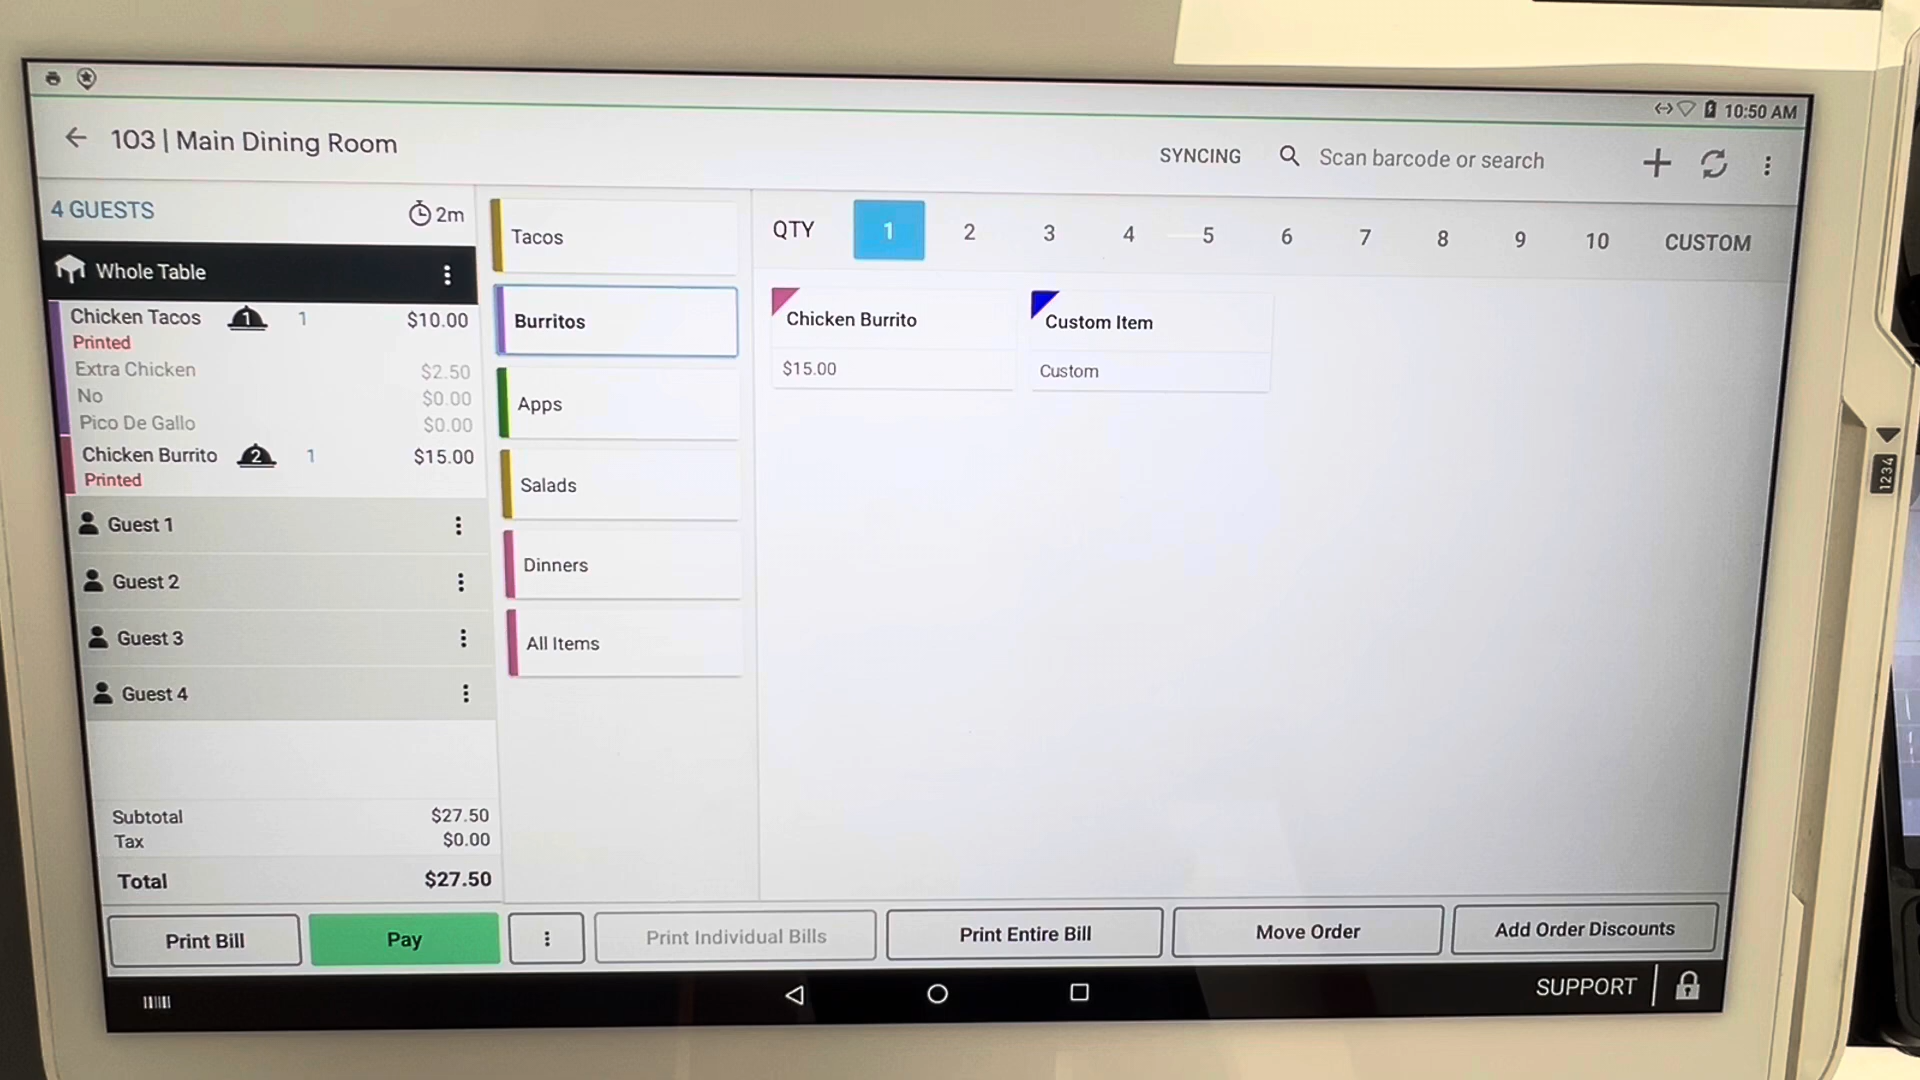 10:50 AM
103 | Main Dining Room
SYNCING
Scan barcode or search
4 GUESTS
2m
Whole Table
Chicken Tacos 1 1 $10.00
Printed
Extra Chicken $2.50
No $0.00
Pico De Gallo $0.00
Chicken Burrito 2 1 $15.00
Printed
Guest 1
Guest 2
Guest 3
Guest 4
Subtotal $27.50
Tax $0.00
Total $27.50
Tacos
Burritos
Apps
Salads
Dinners
All Items
QTY 1 2 3 4 5 6 7 8 9 10 CUSTOM
Chicken Burrito
$15.00
Custom Item
Custom
Print Bill
Pay
Print Individual Bills
Print Entire Bill
Move Order
Add Order Discounts
SUPPORT
1234